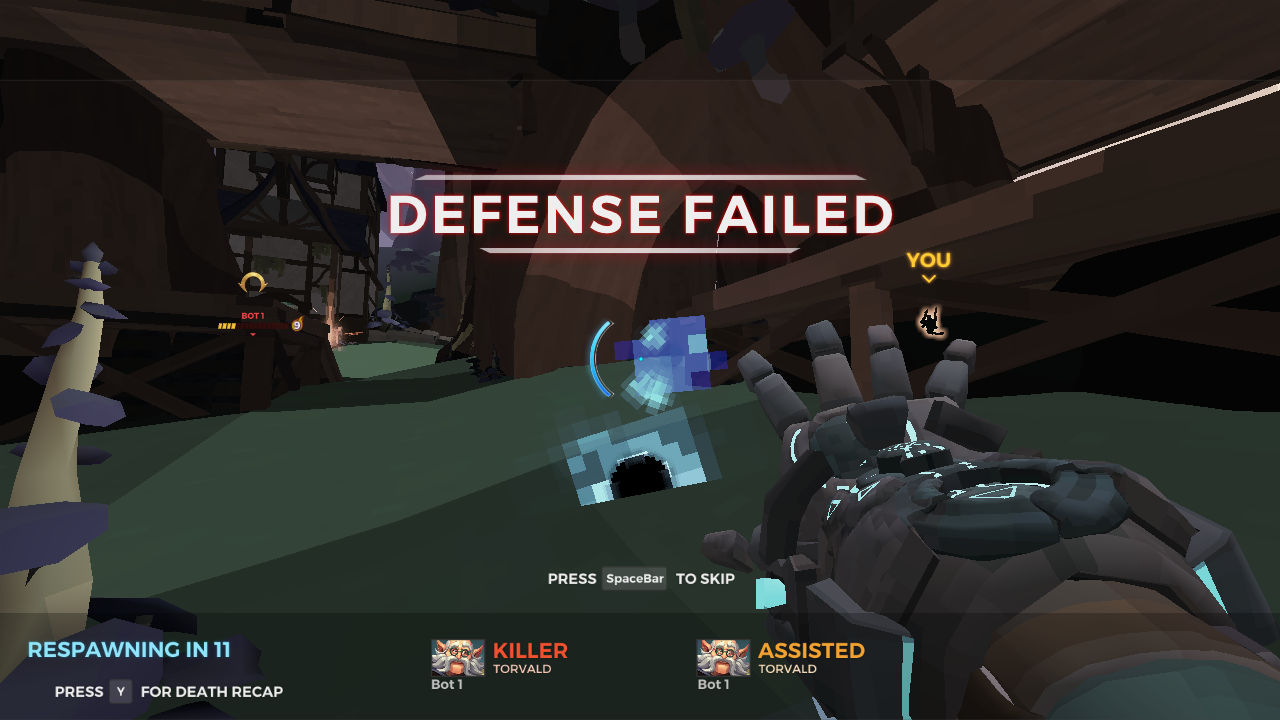 DEFENSE FAILED
YOU
BOT 1
9
PRESS SpaceBar TO SKIP
RESPAWNING IN 11
PRESS Y FOR DEATH RECAP
KILLER
TORVALD
Bot 1
ASSISTED
TORVALD
Bot 1